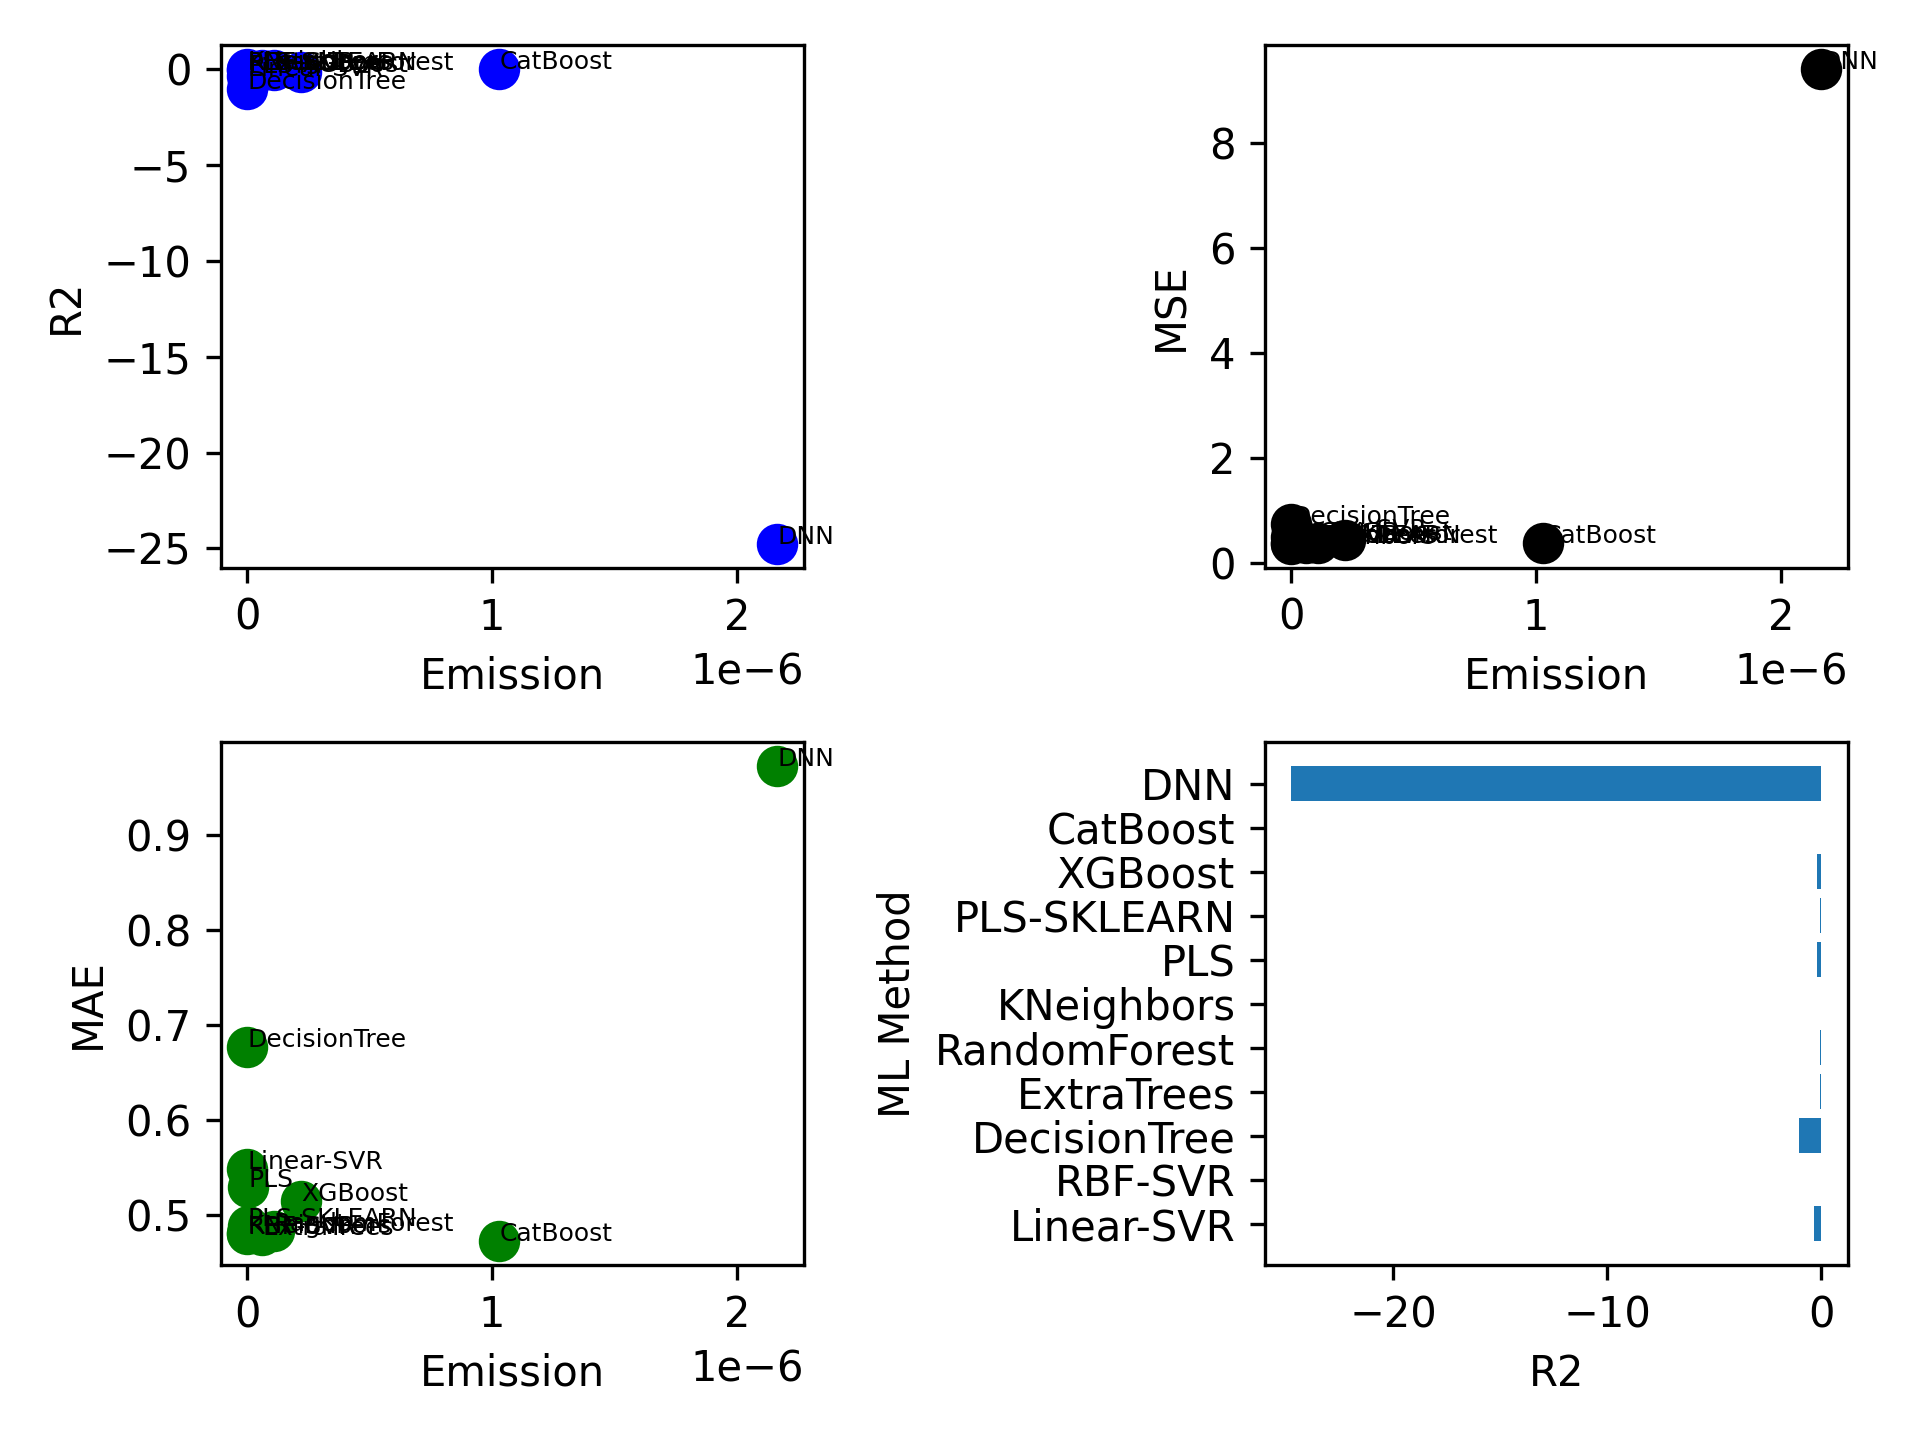 0
−5
−10
−15
−20
−25
R2
CatBoost
DecisionTree
DNN
0
1
2
Emission
1e−6
8
6
4
2
0
MSE
DNN
DecisionTree
CatBoost
0
1
2
Emission
1e−6
0.9
0.8
0.7
0.6
0.5
MAE
DNN
DecisionTree
Linear-SVR
PLS
XGBoost
PLS-SKLEARN
CatBoost
0
1
2
Emission
1e−6
ML Method
DNN
CatBoost
XGBoost
PLS-SKLEARN
PLS
KNeighbors
RandomForest
ExtraTrees
DecisionTree
RBF-SVR
Linear-SVR
−20
−10
0
R2